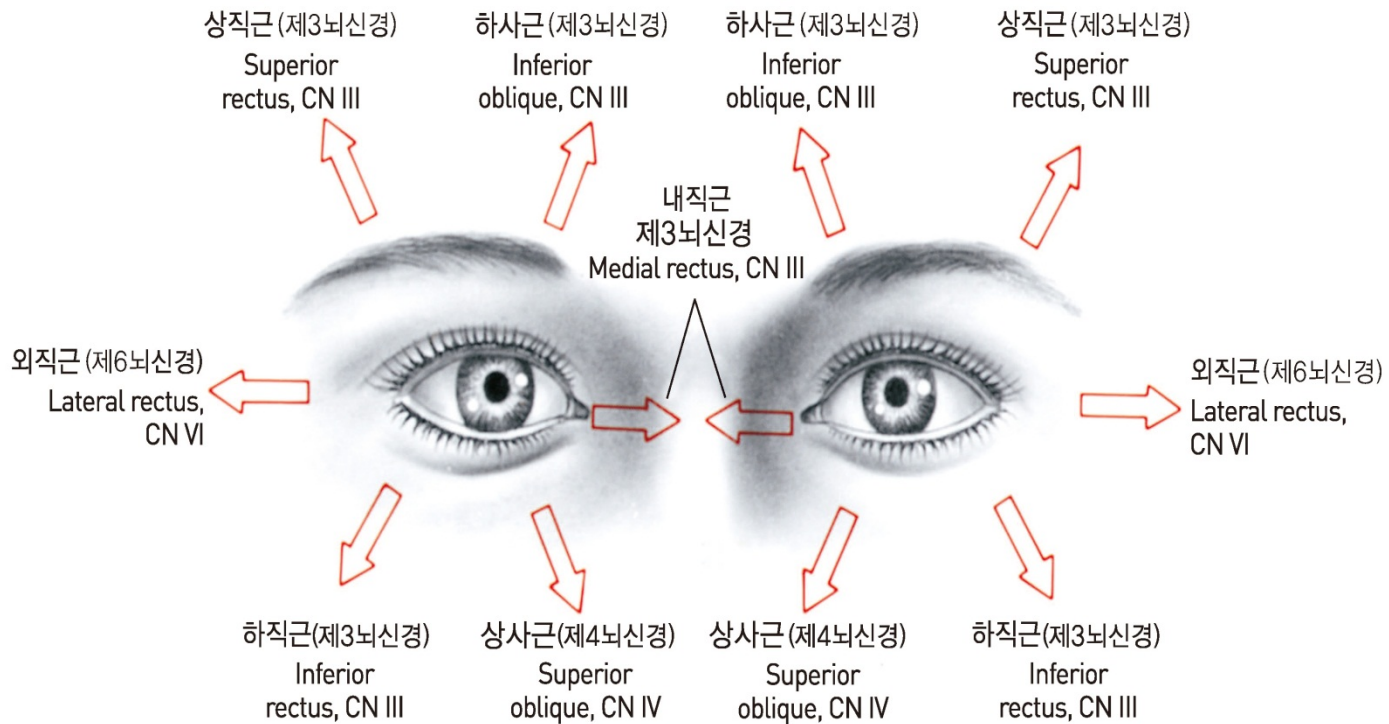 상직근 (제3뇌신경)
Superior
rectus, CN III
하사근 (제3뇌신경)
Inferior
oblique, CN III
하사근 (제3뇌신경)
Inferior
oblique, CN III
상직근 (제3뇌신경)
Superior
rectus, CN III
내직근
제3뇌신경
Medial rectus, CN III
외직근 (제6뇌신경)
Lateral rectus,
CN VI
외직근 (제6뇌신경)
Lateral rectus,
CN VI
하직근(제3뇌신경)
Inferior
rectus, CN III
상사근(제4뇌신경)
Superior
oblique, CN IV
상사근(제4뇌신경)
Superior
oblique, CN IV
하직근(제3뇌신경)
Inferior
rectus, CN III